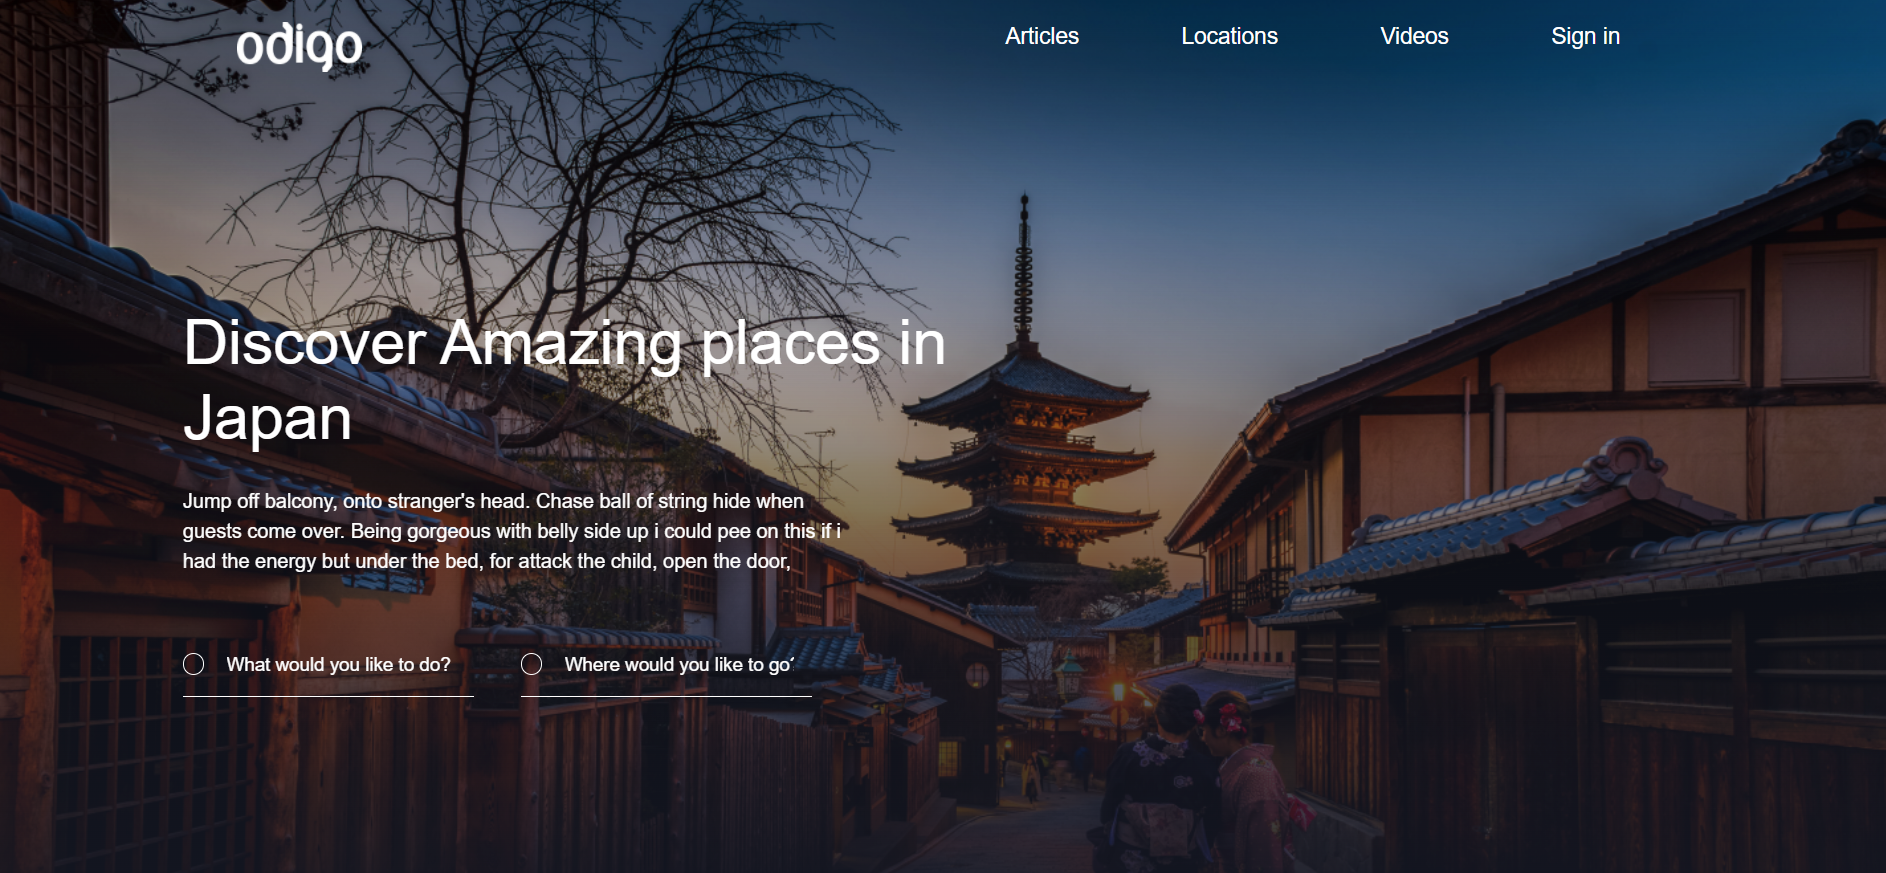 odigo
Articles
Locations
Videos
Sign in
Discover Amazing places in
Japan
Jump off balcony, onto stranger's head. Chase ball of string hide when
guests come over. Being gorgeous with belly side up i could pee on this if i
had the energy but under the bed, for attack the child, open the door,
What would you like to do?
Where would you like to go?